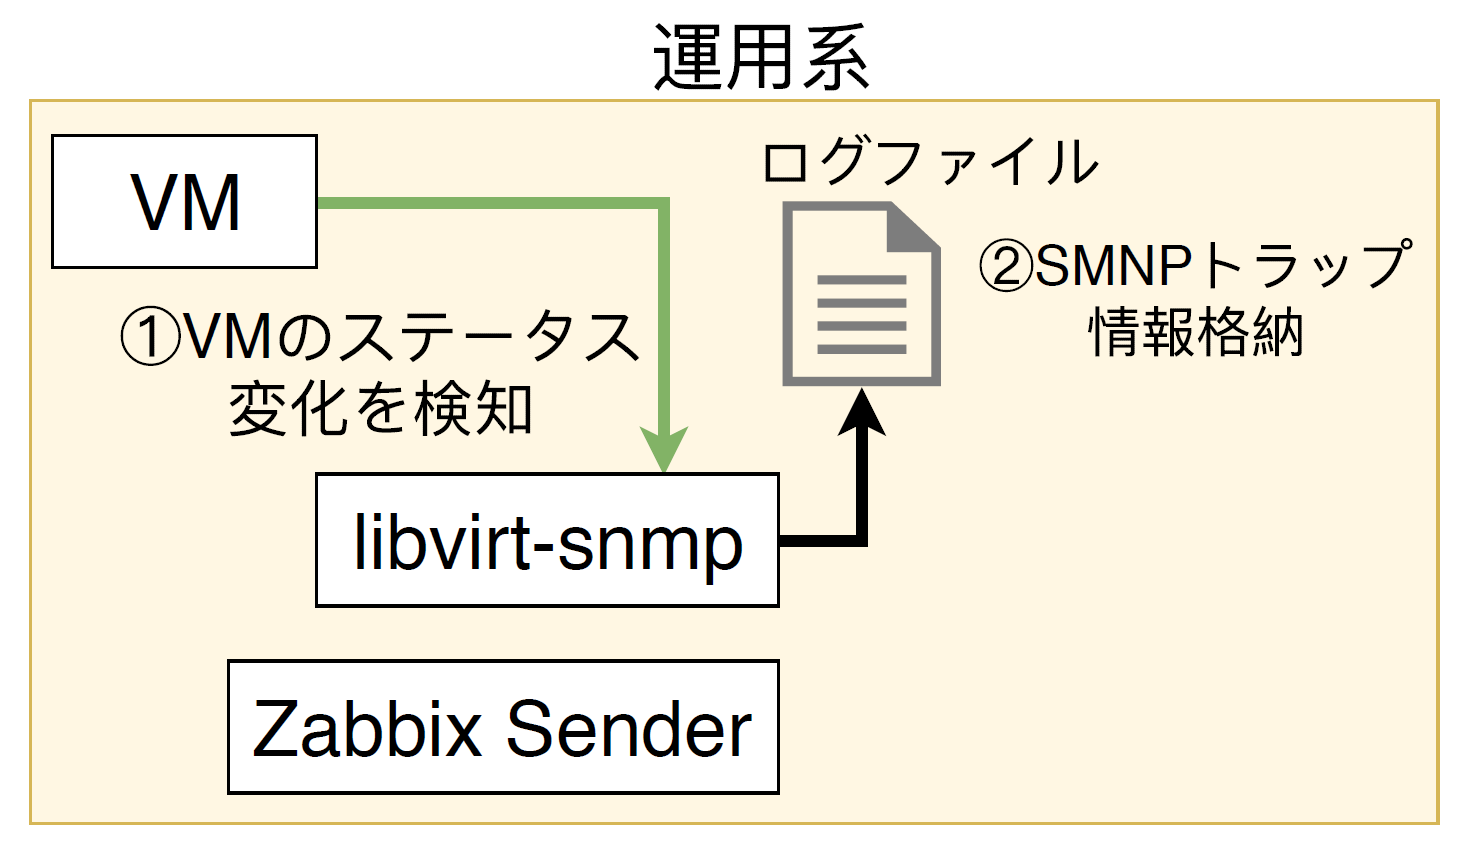 運用系
VM
ログファイル
②SMNPトラップ
情報格納
①VMのステータス
変化を検知
libvirt-snmp
Zabbix Sender